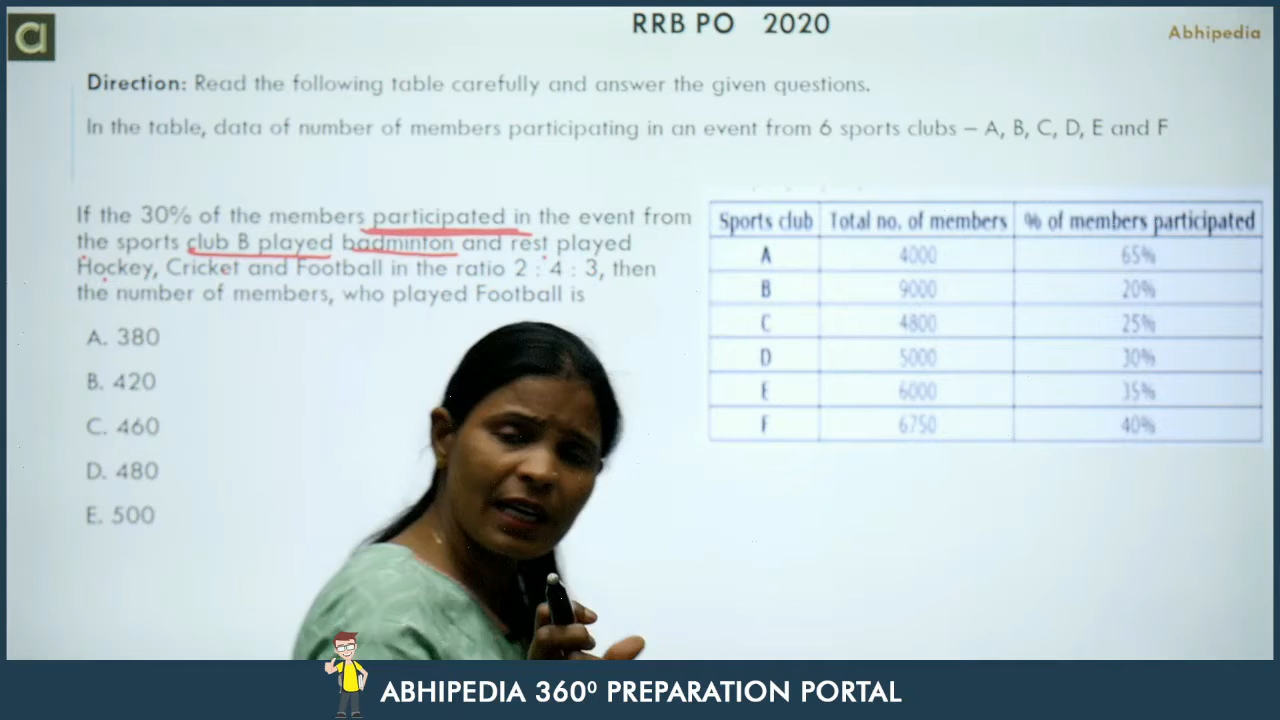 RRB PO 2020
Abhipedia
Direction: Read the following table carefully and answer the given questions.
In the table, data of number of members participating in an event from 6 sports clubs – A, B, C, D, E and F
If the 30% of the members participated in the event from
the sports club B played badminton and rest played
Hockey, Cricket and Football in the ratio 2 : 4 : 3, then
the number of members, who played Football is
A. 380
B. 420
C. 460
D. 480
E. 500
Sports club Total no. of members % of members participated
A 4000 65%
B 9000 20%
C 4800 25%
D 5000 30%
E 6000 35%
F 6750 40%
ABHIPEDIA 360⁰ PREPARATION PORTAL